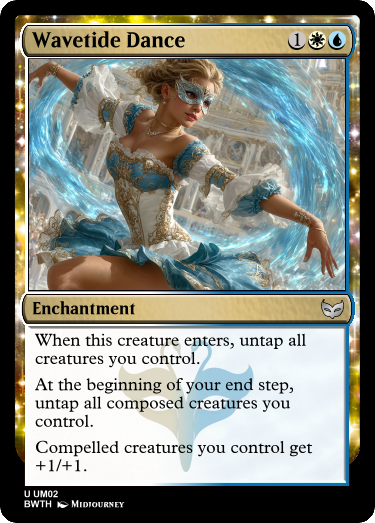 Wavetide Dance 1
Enchantment
When this creature enters, untap all
creatures you control.
At the beginning of your end step,
untap all composed creatures you
control.
Compelled creatures you control get
+1/+1.
U UM02
BWTH Midjourney